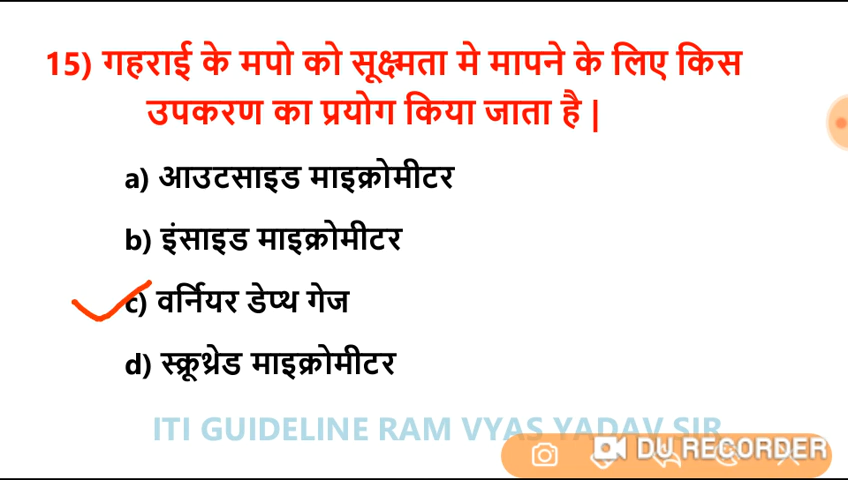 15) गहराई के मपो को सूक्ष्मता मे मापने के लिए किस
उपकरण का प्रयोग किया जाता है |
a) आउटसाइड माइक्रोमीटर
b) इंसाइड माइक्रोमीटर
c) वर्नियर डेप्थ गेज
d) स्क्रूथ्रेड माइक्रोमीटर
ITI GUIDELINE RAM VYAS YADAV SIR
DU RECORDER